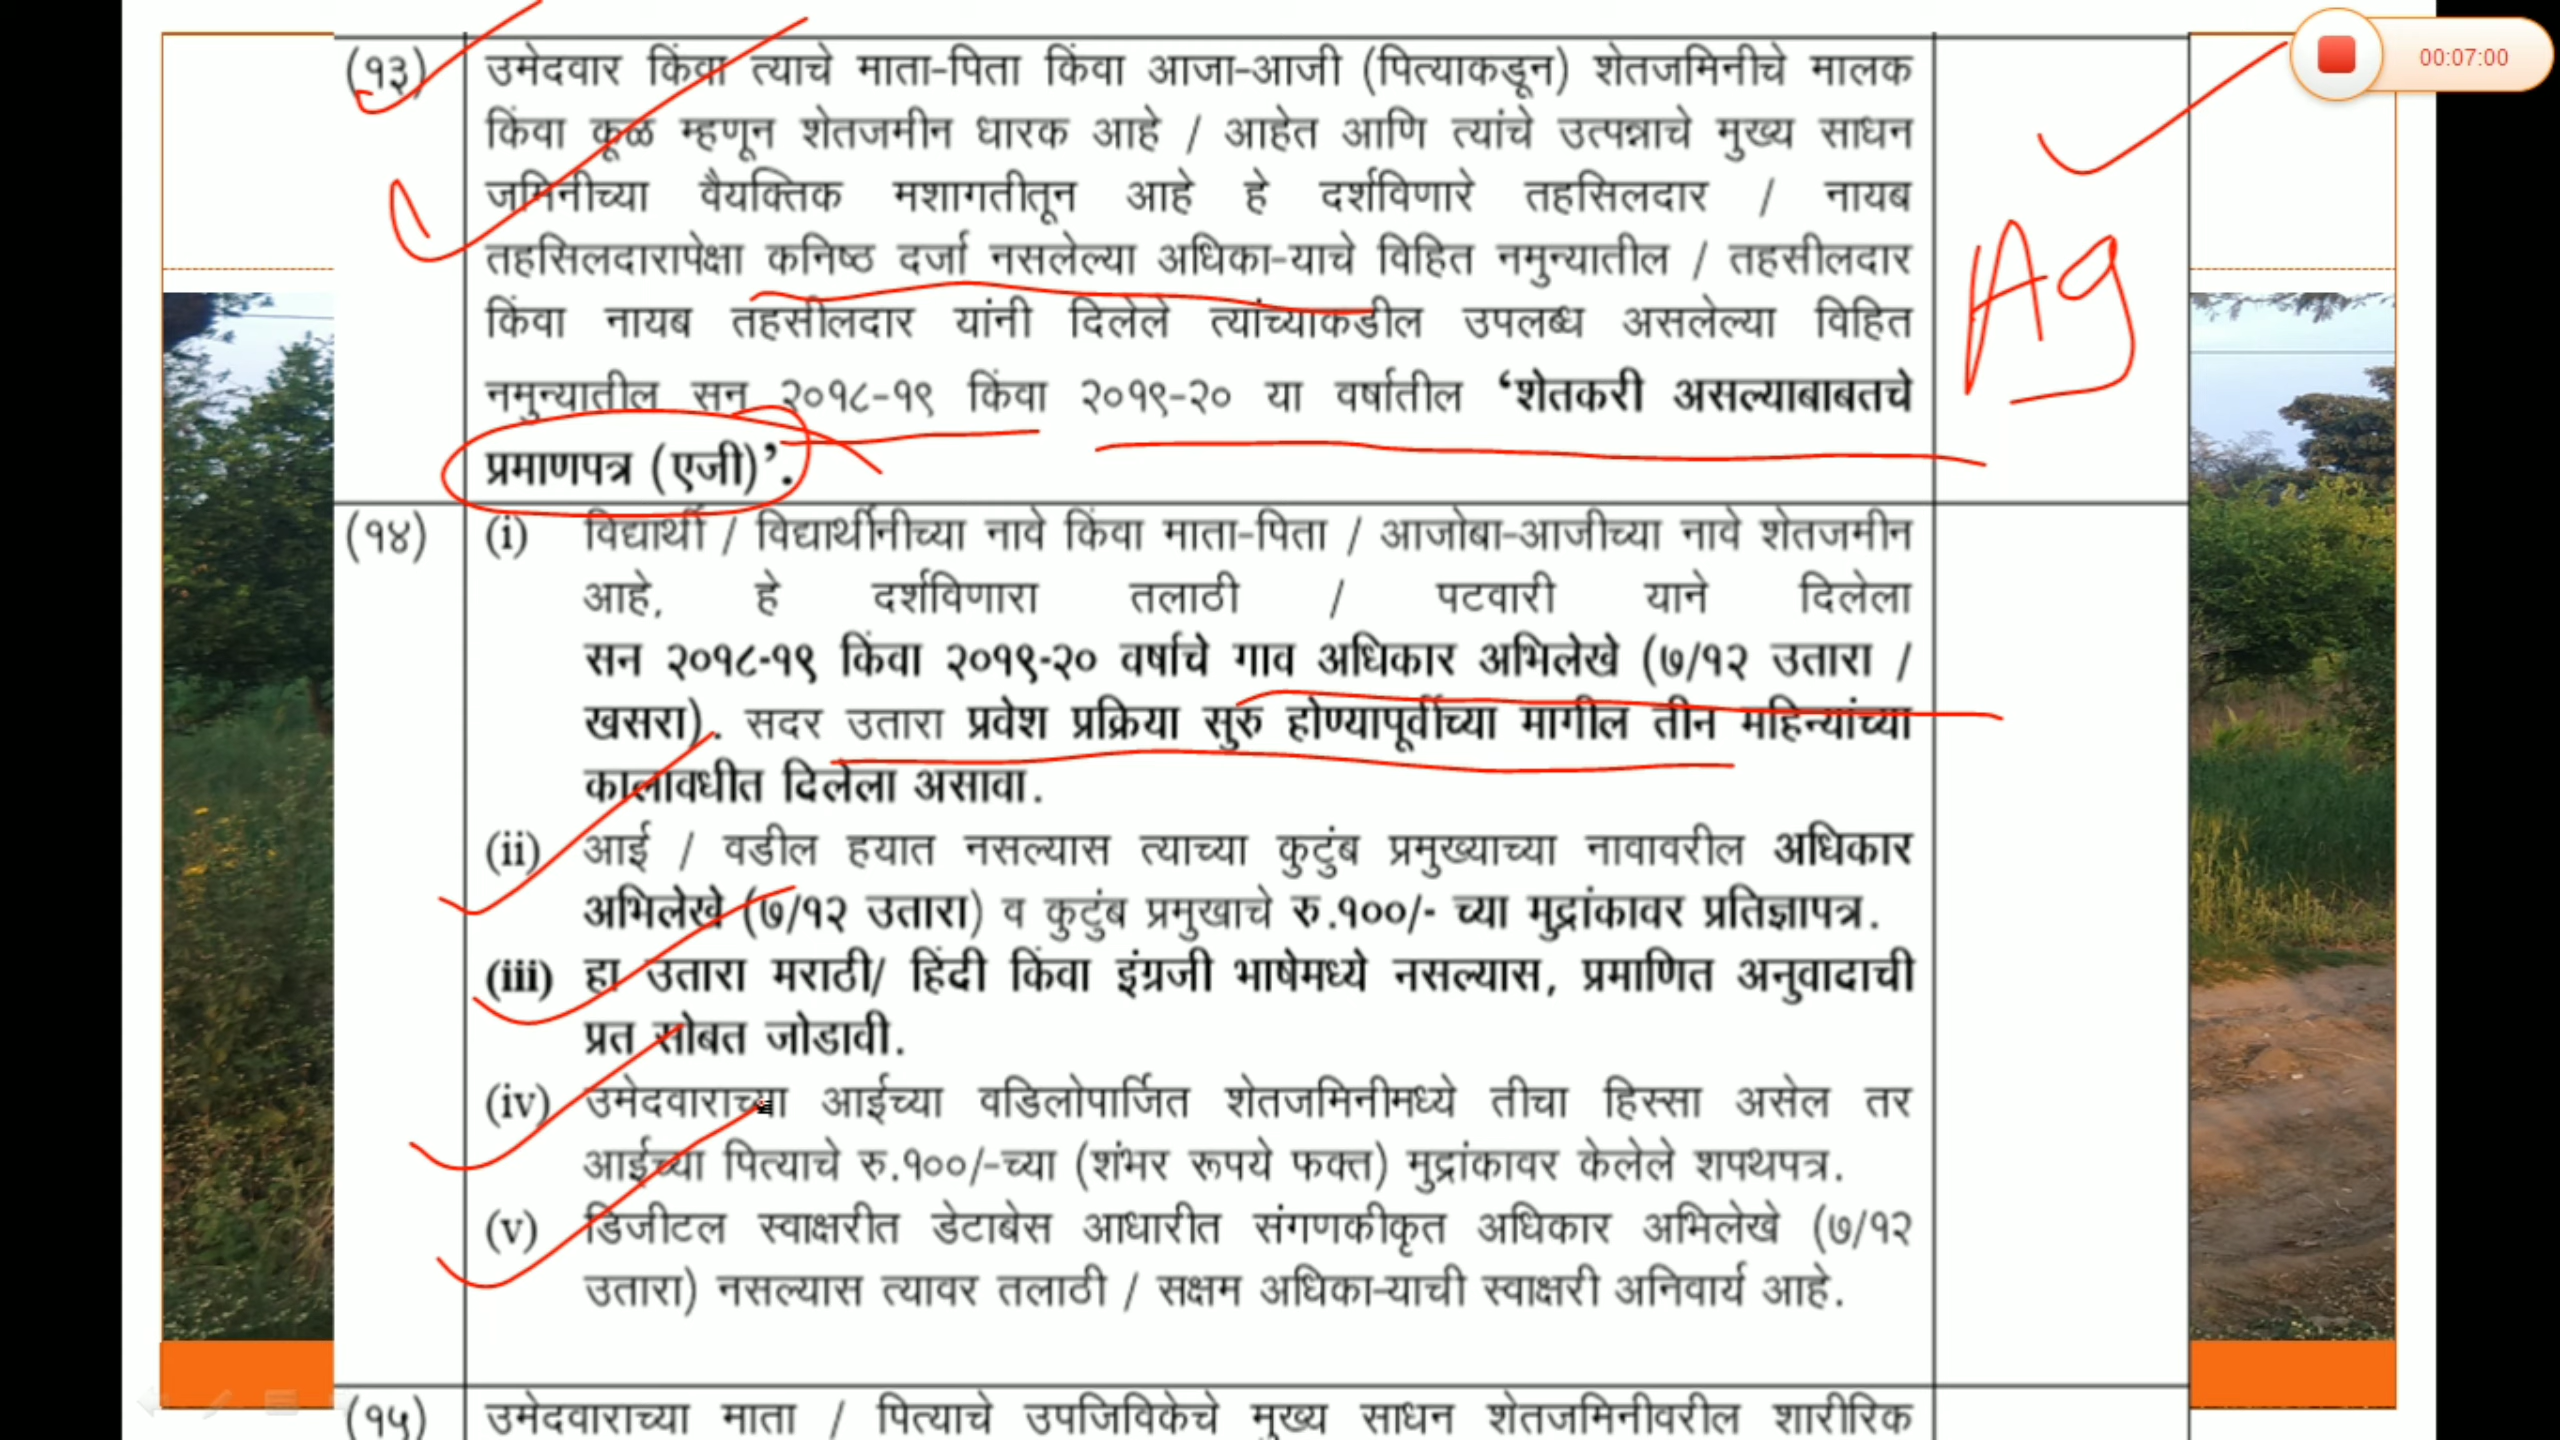 00:07:00
(१३) उमेदवार किंवा त्याचे माता-पिता किंवा आजा-आजी (पित्याकडून) शेतजमिनीचे मालक
किंवा कूळ म्हणून शेतजमीन धारक आहे / आहेत आणि त्यांचे उत्पन्नाचे मुख्य साधन
जमिनीच्या वैयक्तिक मशागतीतून आहे हे दर्शविणारे तहसिलदार / नायब
तहसिलदारापेक्षा कनिष्ठ दर्जा नसलेल्या अधिका-याचे विहित नमुन्यातील / तहसीलदार
किंवा नायब तहसीलदार यांनी दिलेले त्यांच्याकडील उपलब्ध असलेल्या विहित
नमुन्यातील सन २०१८-१९ किंवा २०१९-२० या वर्षातील ‘शेतकरी असल्याबाबतचे
प्रमाणपत्र (एजी)’.
Ag
(१४) (i) विद्यार्थी / विद्यार्थीनीच्या नावे किंवा माता-पिता / आजोबा-आजीच्या नावे शेतजमीन
आहे, हे दर्शविणारा तलाठी / पटवारी याने दिलेला
सन २०१८-१९ किंवा २०१९-२० वर्षाचे गाव अधिकार अभिलेखे (७/१२ उतारा /
खसरा). सदर उतारा प्रवेश प्रक्रिया सुरु होण्यापूर्वीच्या मागील तीन महिन्यांच्या
कालावधीत दिलेला असावा.
(ii) आई / वडील हयात नसल्यास त्याच्या कुटुंब प्रमुख्याच्या नावावरील अधिकार
अभिलेखे (७/१२ उतारा) व कुटुंब प्रमुखाचे रु.१००/- च्या मुद्रांकावर प्रतिज्ञापत्र.
(iii) हा उतारा मराठी/ हिंदी किंवा इंग्रजी भाषेमध्ये नसल्यास, प्रमाणित अनुवादाची
प्रत सोबत जोडावी.
(iv) उमेदवाराच्या आईच्या वडिलोपार्जित शेतजमिनीमध्ये तीचा हिस्सा असेल तर
आईच्या पित्याचे रु.१००/-च्या (शंभर रूपये फक्त) मुद्रांकावर केलेले शपथपत्र.
(v) डिजीटल स्वाक्षरीत डेटाबेस आधारीत संगणकीकृत अधिकार अभिलेखे (७/१२
उतारा) नसल्यास त्यावर तलाठी / सक्षम अधिका-याची स्वाक्षरी अनिवार्य आहे.
(१५) उमेदवाराच्या माता / पित्याचे उपजिविकेचे मुख्य साधन शेतजमिनीवरील शारीरिक